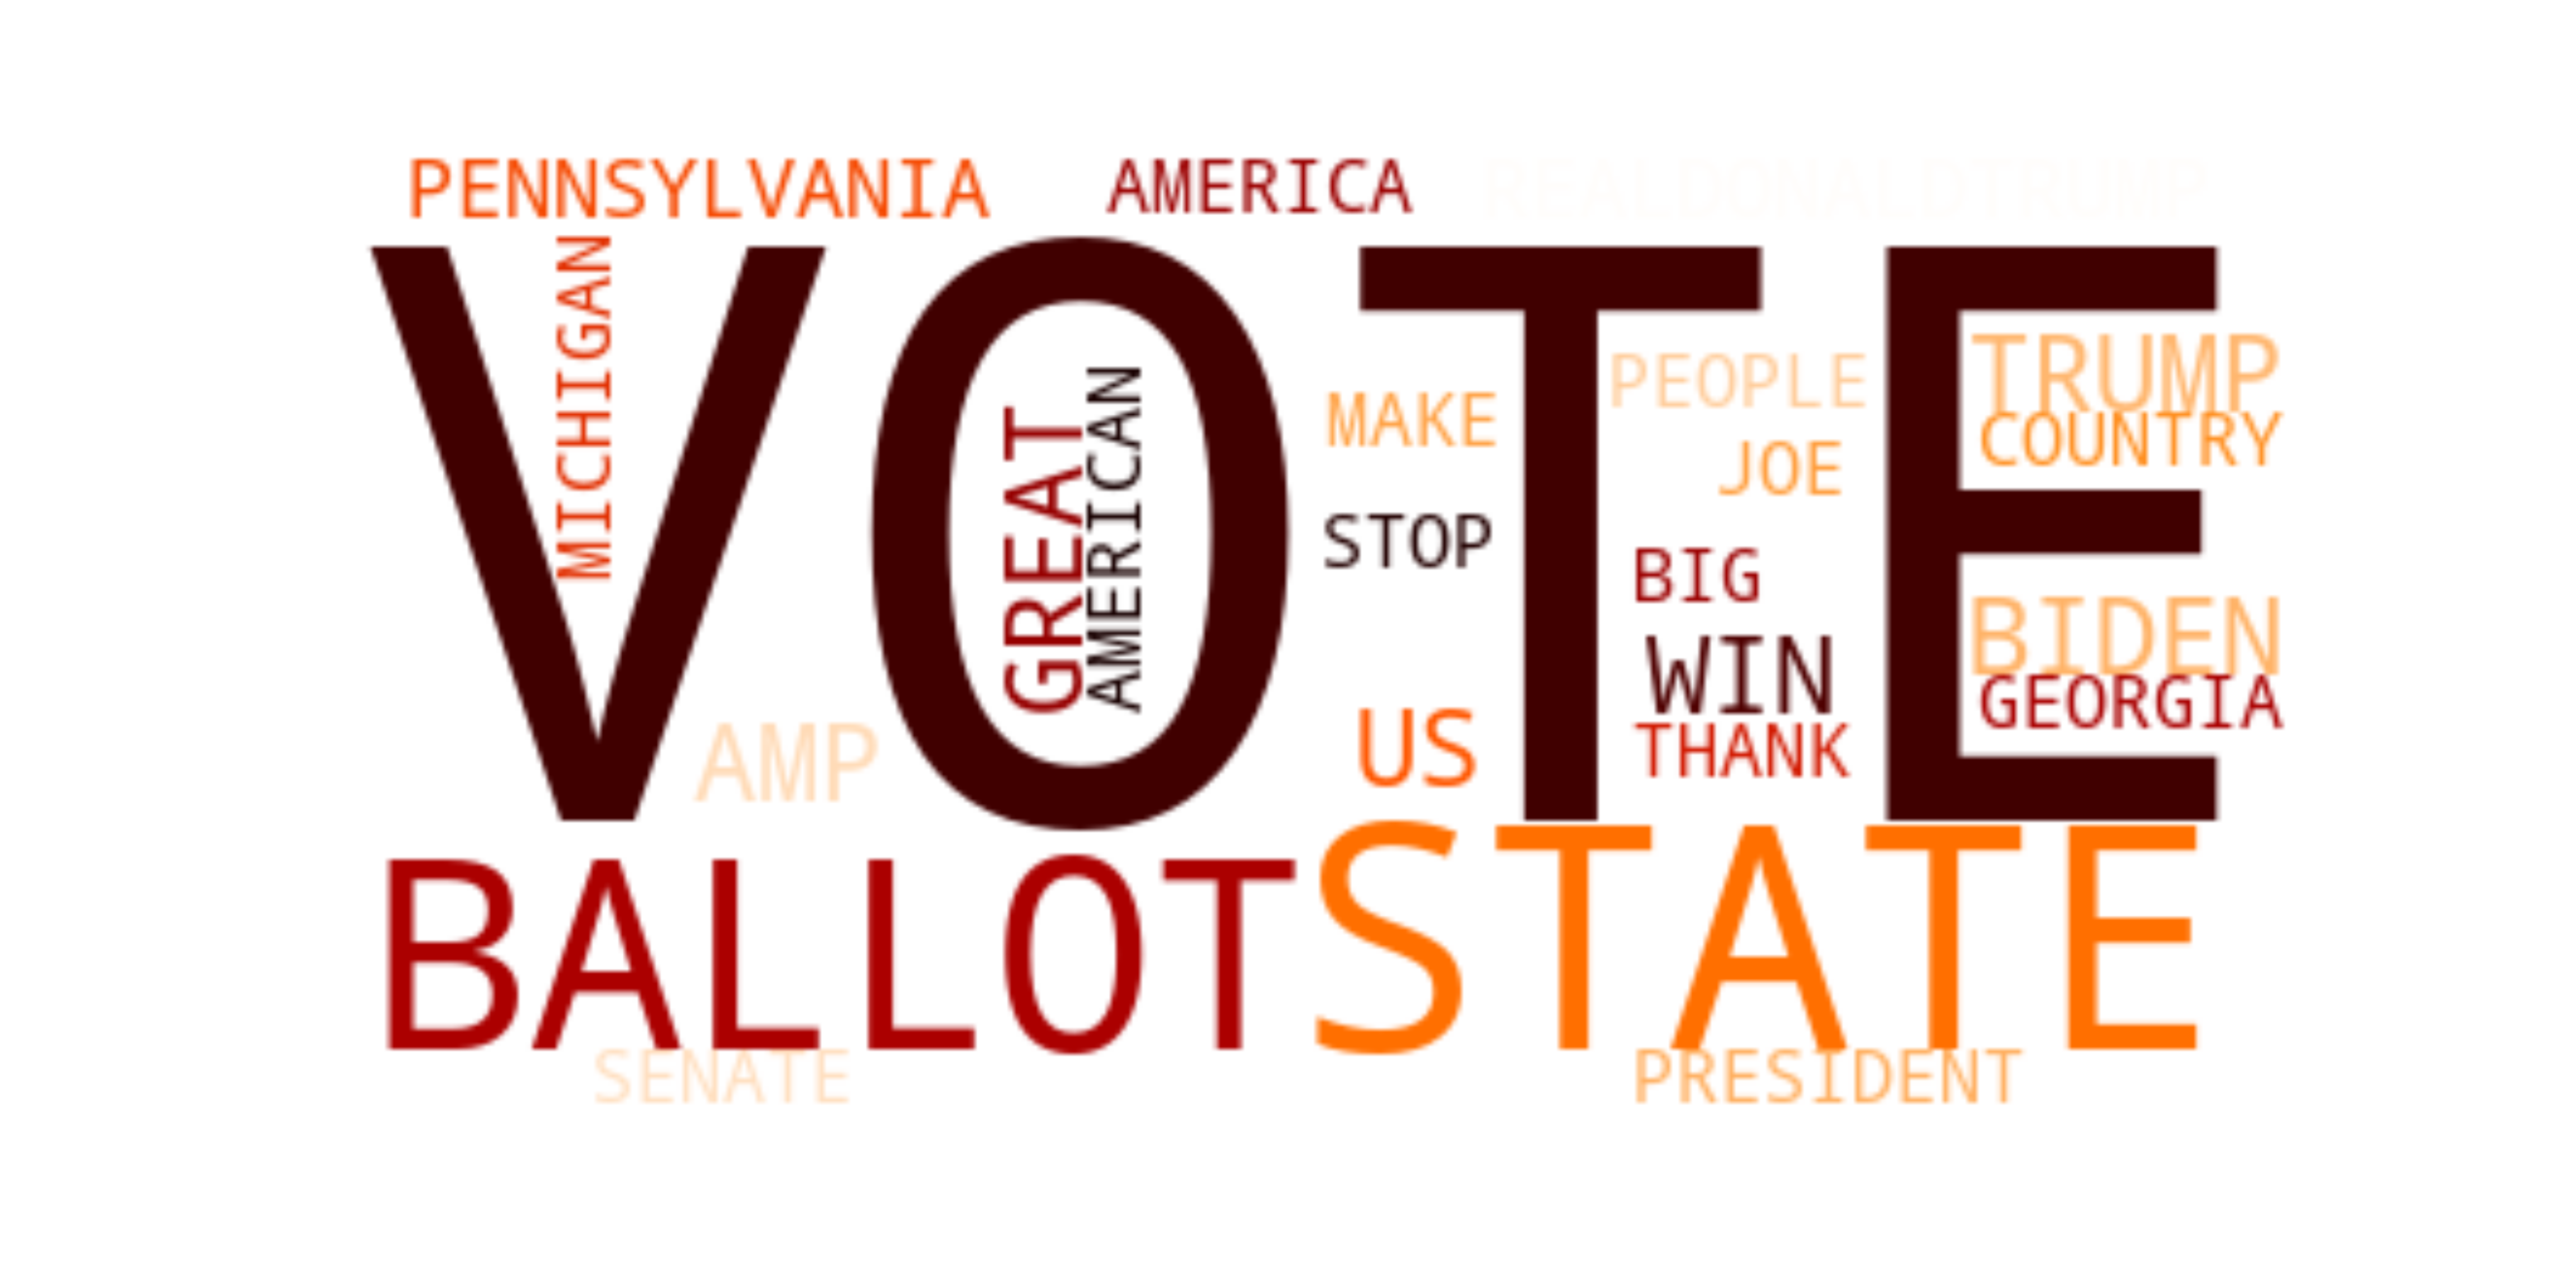 PENNSYLVANIA AMERICA REALDONALDTRUMP
VOTE
MICHIGAN
GREAT
AMERICAN
MAKE
PEOPLE
TRUMP
COUNTRY
JOE
STOP
BIG
BIDEN
WIN
GEORGIA
US
THANK
AMP
BALLOT
STATE
SENATE
PRESIDENT